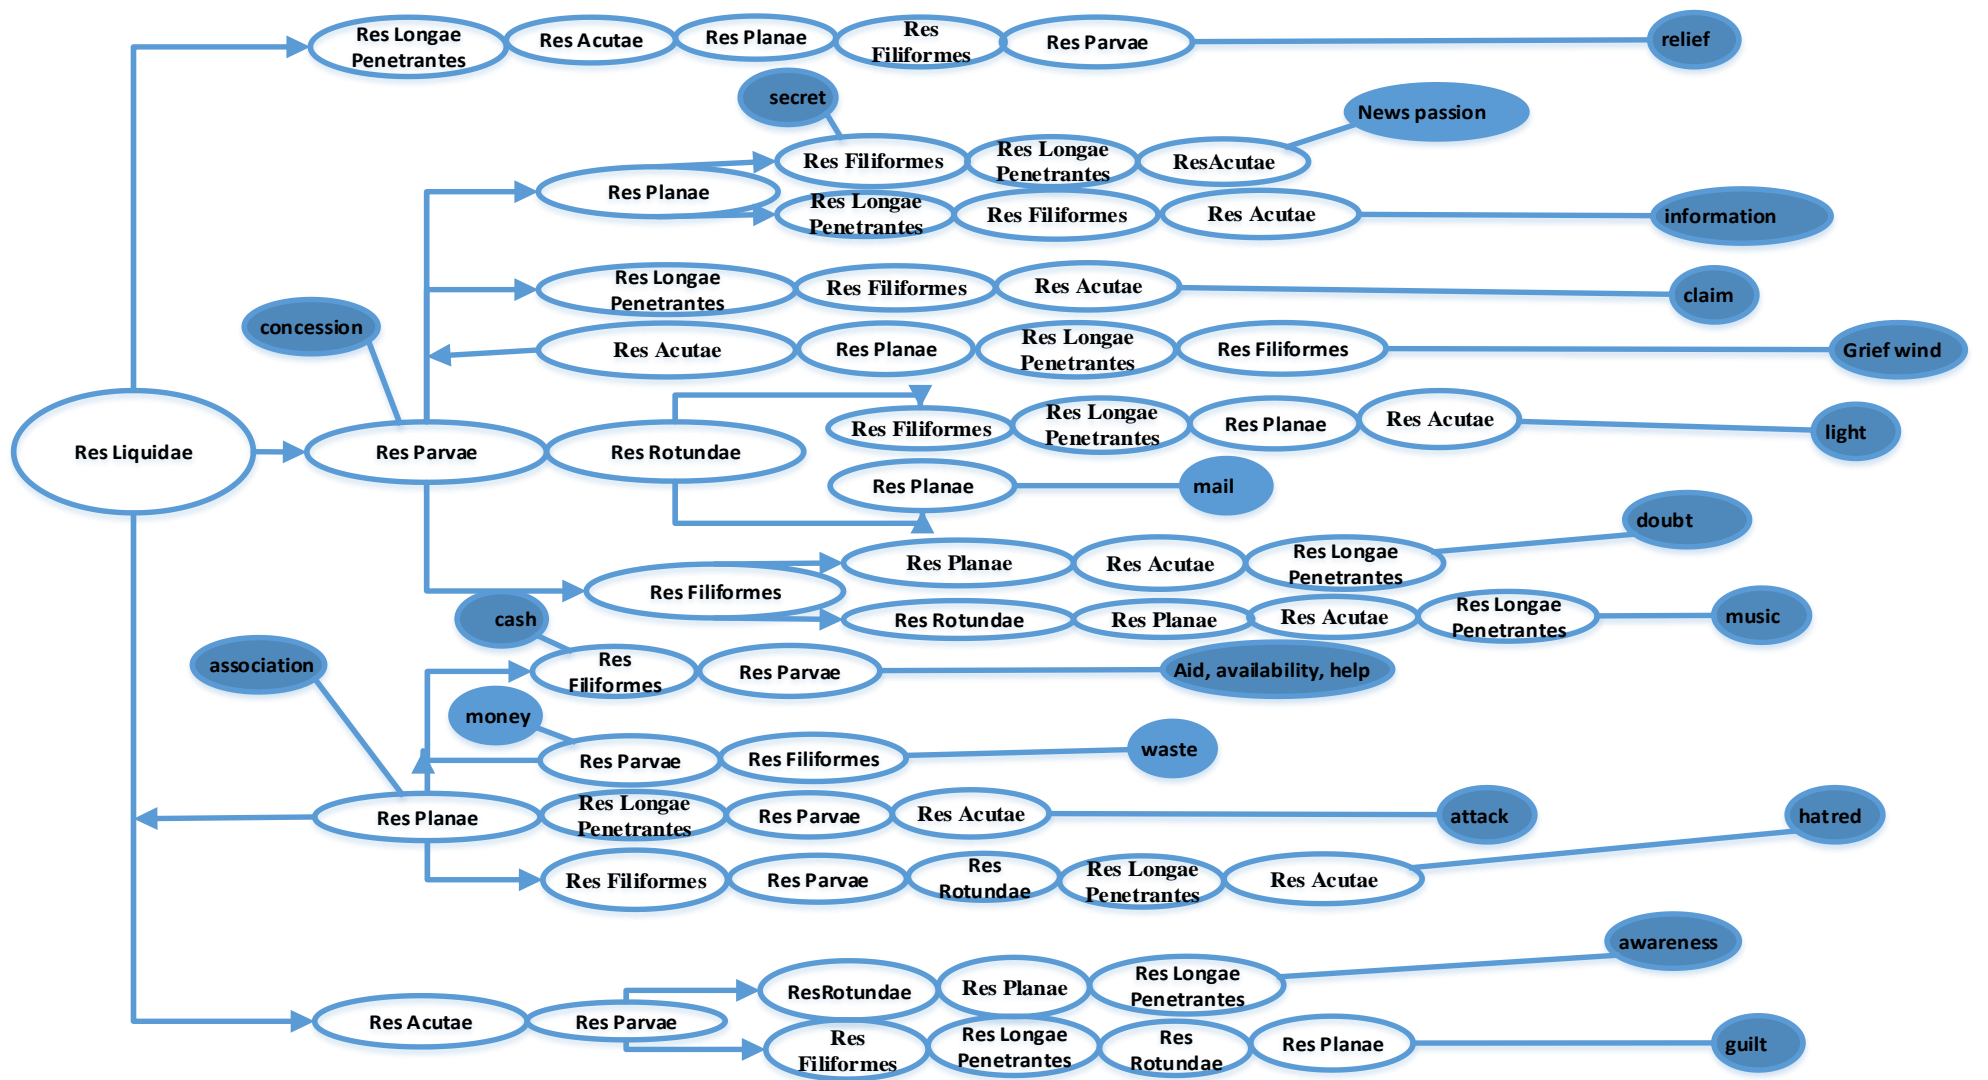 Res Longae
Penetrantes
Res Acutae
Res Planae
Res
Filiformes
Res Parvae
relief
secret
News passion
Res Filiformes
Res Longae
Penetrantes
ResAcutae
Res Planae
Res Longae
Penetrantes
Res Filiformes
Res Acutae
information
Res Longae
Penetrantes
Res Filiformes
Res Acutae
claim
concession
Res Acutae
Res Planae
Res Longae
Penetrantes
Res Filiformes
Grief wind
Res Liquidae
Res Parvae
Res Rotundae
Res Filiformes
Res Longae
Penetrantes
Res Planae
Res Acutae
light
Res Planae
mail
doubt
Res Planae
Res Acutae
Res Longae
Penetrantes
Res Filiformes
Res Rotundae
Res Planae
Res Acutae
Res Longae
Penetrantes
music
cash
association
Res
Filiformes
Res Parvae
Aid, availability, help
money
Res Parvae
Res Filiformes
waste
Res Planae
Res Longae
Penetrantes
Res Parvae
Res Acutae
attack
hatred
Res Filiformes
Res Parvae
Res
Rotundae
Res Longae
Penetrantes
Res Acutae
awareness
ResRotundae
Res Planae
Res Longae
Penetrantes
Res Acutae
Res Parvae
Res
Filiformes
Res Longae
Penetrantes
Res
Rotundae
Res Planae
guilt